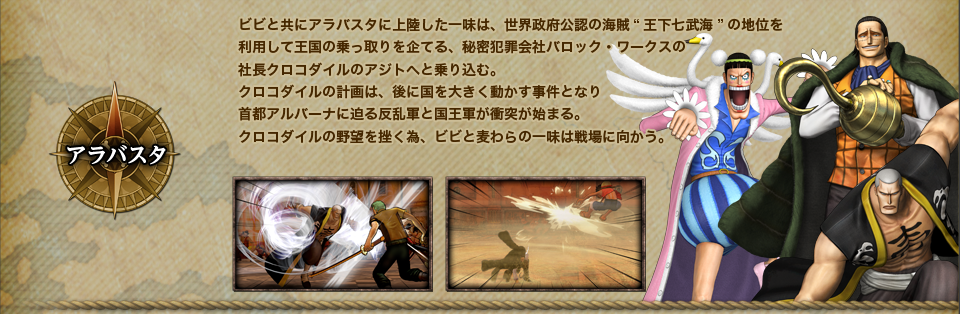 ビビと共にアラバスタに上陸した一味は、世界政府公認の海賊“王下七武海”の地位を
利用して王国の乗っ取りを企てる、秘密犯罪会社バロック・ワークスの
社長クロコダイルのアジトへと乗り込む。
クロコダイルの計画は、後に国を大きく動かす事件となり
首都アルバーナに迫る反乱軍と国王軍が衝突が始まる。
クロコダイルの野望を挫く為、ビビと麦わらの一味は戦場に向かう。
アラバスタ